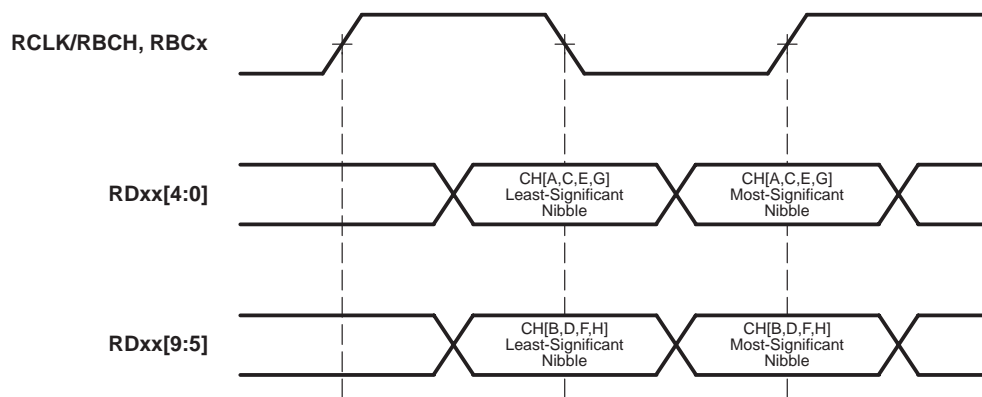 RCLK/RBCH, RBCx
RDxx[4:0]
CH[A,C,E,G]
Least-Significant
Nibble
CH[A,C,E,G]
Most-Significant
Nibble
RDxx[9:5]
CH[B,D,F,H]
Least-Significant
Nibble
CH[B,D,F,H]
Most-Significant
Nibble